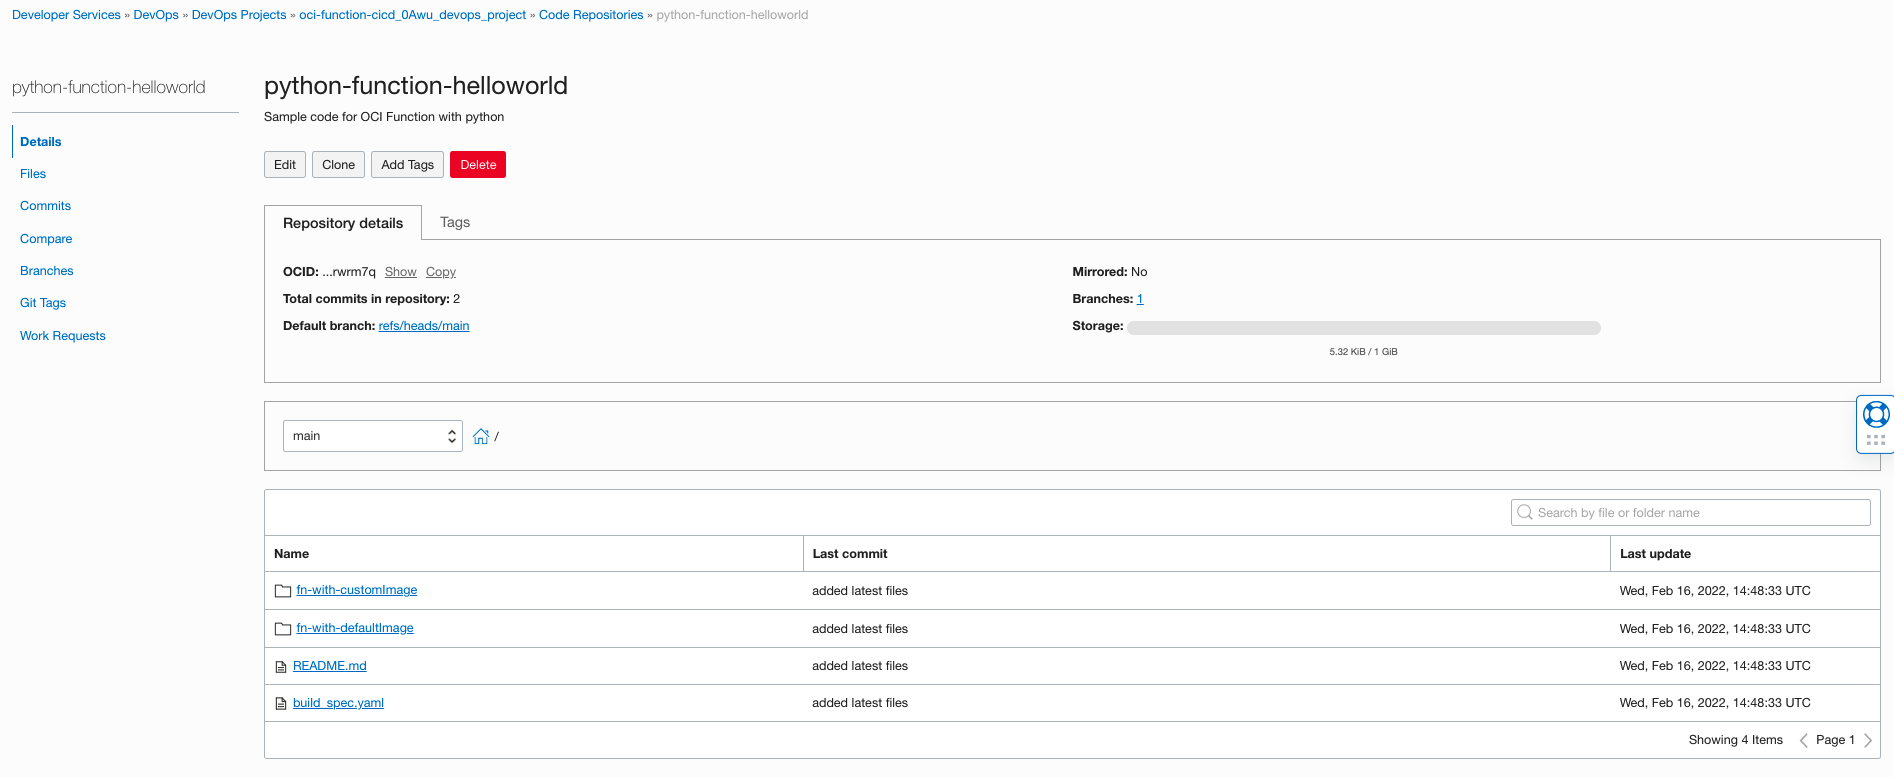 Developer Services » DevOps » DevOps Projects » oci-function-cicd_0Awu_devops_project » Code Repositories » python-function-helloworld
python-function-helloworld
Details
Files
Commits
Compare
Branches
Git Tags
Work Requests
python-function-helloworld
Sample code for OCI Function with python
Edit Clone Add Tags Delete
Repository details Tags
OCID: ...rwrm7q Show Copy
Total commits in repository: 2
Default branch: refs/heads/main
Mirrored: No
Branches: 1
Storage:
5.32 KiB / 1 GiB
main /
Search by file or folder name
Name Last commit Last update
fn-with-customImage added latest files Wed, Feb 16, 2022, 14:48:33 UTC
fn-with-defaultImage added latest files Wed, Feb 16, 2022, 14:48:33 UTC
README.md added latest files Wed, Feb 16, 2022, 14:48:33 UTC
build_spec.yaml added latest files Wed, Feb 16, 2022, 14:48:33 UTC
Showing 4 Items Page 1